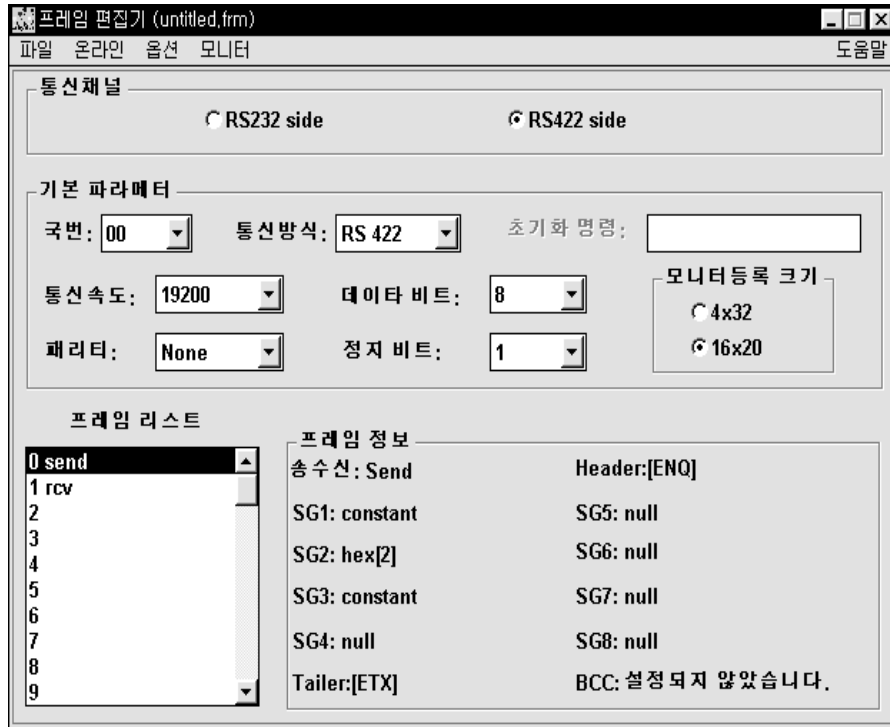 프레임 편집기 (untitled,frm)
파일 온라인 옵션 모니터 도움말
통신채널
RS232 side RS422 side
기본 파라메터
국번: 00 통신방식: RS 422 초기화 명령:
통신속도: 19200 데이타 비트: 8
모니터등록 크기
4x32
패리티: None 정지 비트: 1
16x20
프레임 리스트
0 send
1 rcv
2
3
4
5
6
7
8
9
프레임 정보
송수신: Send Header:[ENQ]
SG1: constant SG5: null
SG2: hex[2] SG6: null
SG3: constant SG7: null
SG4: null SG8: null
Tailer:[ETX] BCC: 설정되지 않았습니다.